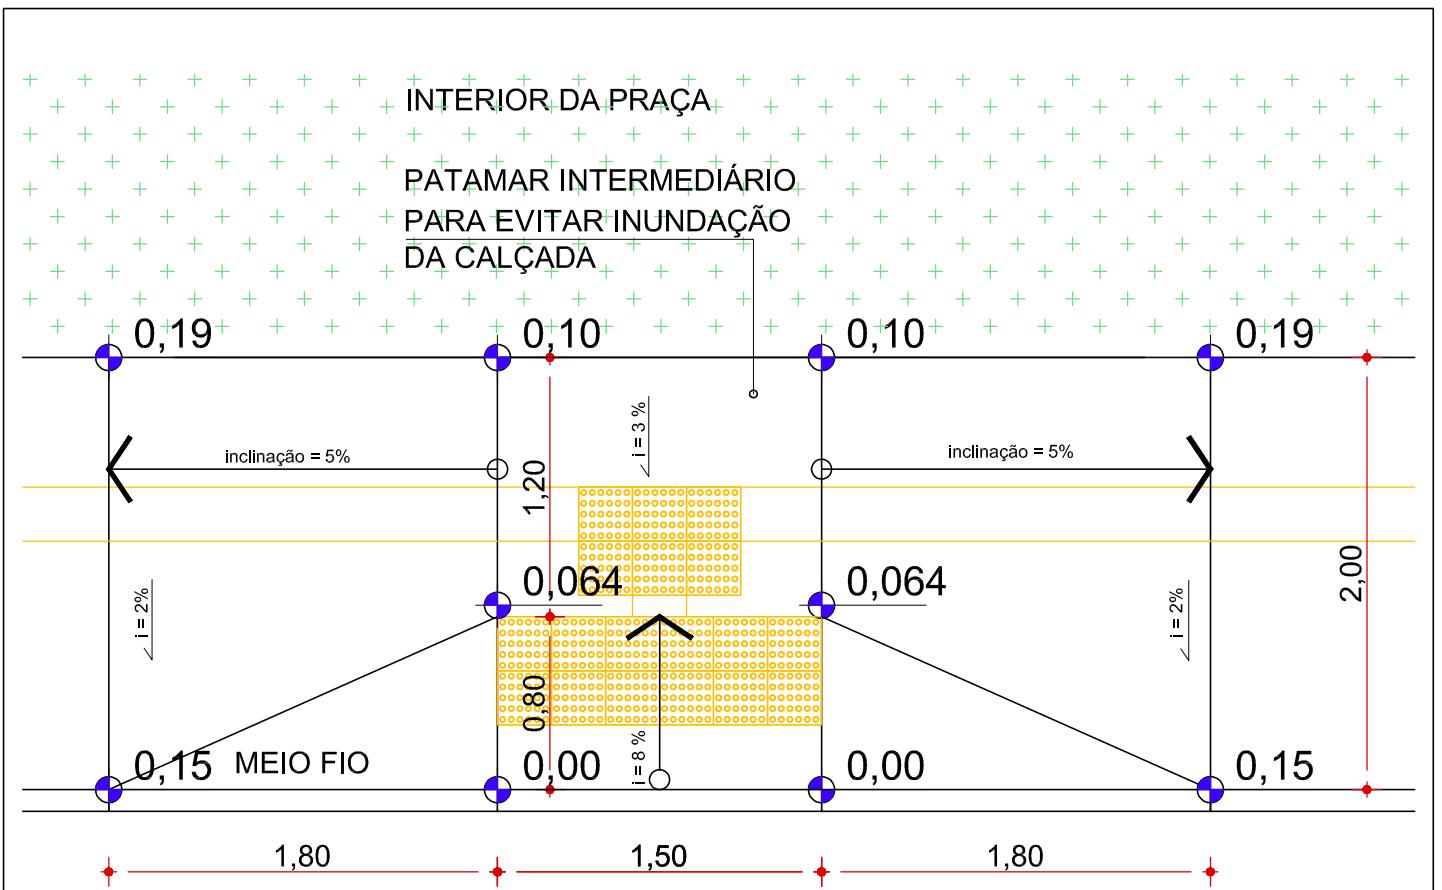 INTERIOR DA PRAÇA
PATAMAR INTERMEDIÁRIO
PARA EVITAR INUNDAÇÃO
DA CALÇADA
0,19
0,10
0,10
0,19
inclinação = 5%
i = 3 %
inclinação = 5%
1,20
2,00
0,064
0,064
i = 2%
i = 2%
0,80
i = 8 %
0,15
MEIO FIO
0,00
0,00
0,15
1,80
1,50
1,80